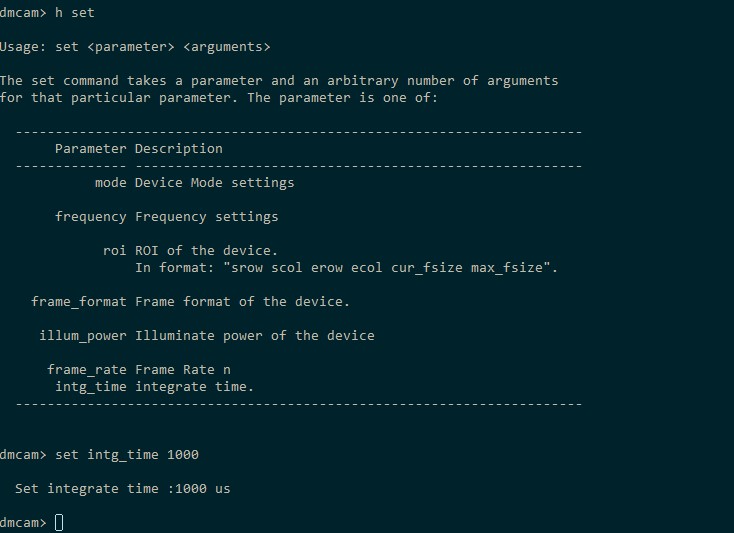 dmcam> h set
Usage: set <parameter> <arguments>
The set command takes a parameter and an arbitrary number of arguments
for that particular parameter. The parameter is one of:
-----------------------------------------------------------------------
Parameter Description
-------------- --------------------------------------------------------
mode Device Mode settings
frequency Frequency settings
roi ROI of the device.
In format: "srow scol erow ecol cur_fsize max_fsize".
frame_format Frame format of the device.
illum_power Illuminate power of the device
frame_rate Frame Rate n
intg_time integrate time.
-----------------------------------------------------------------------
dmcam> set intg_time 1000
Set integrate time :1000 us
dmcam>